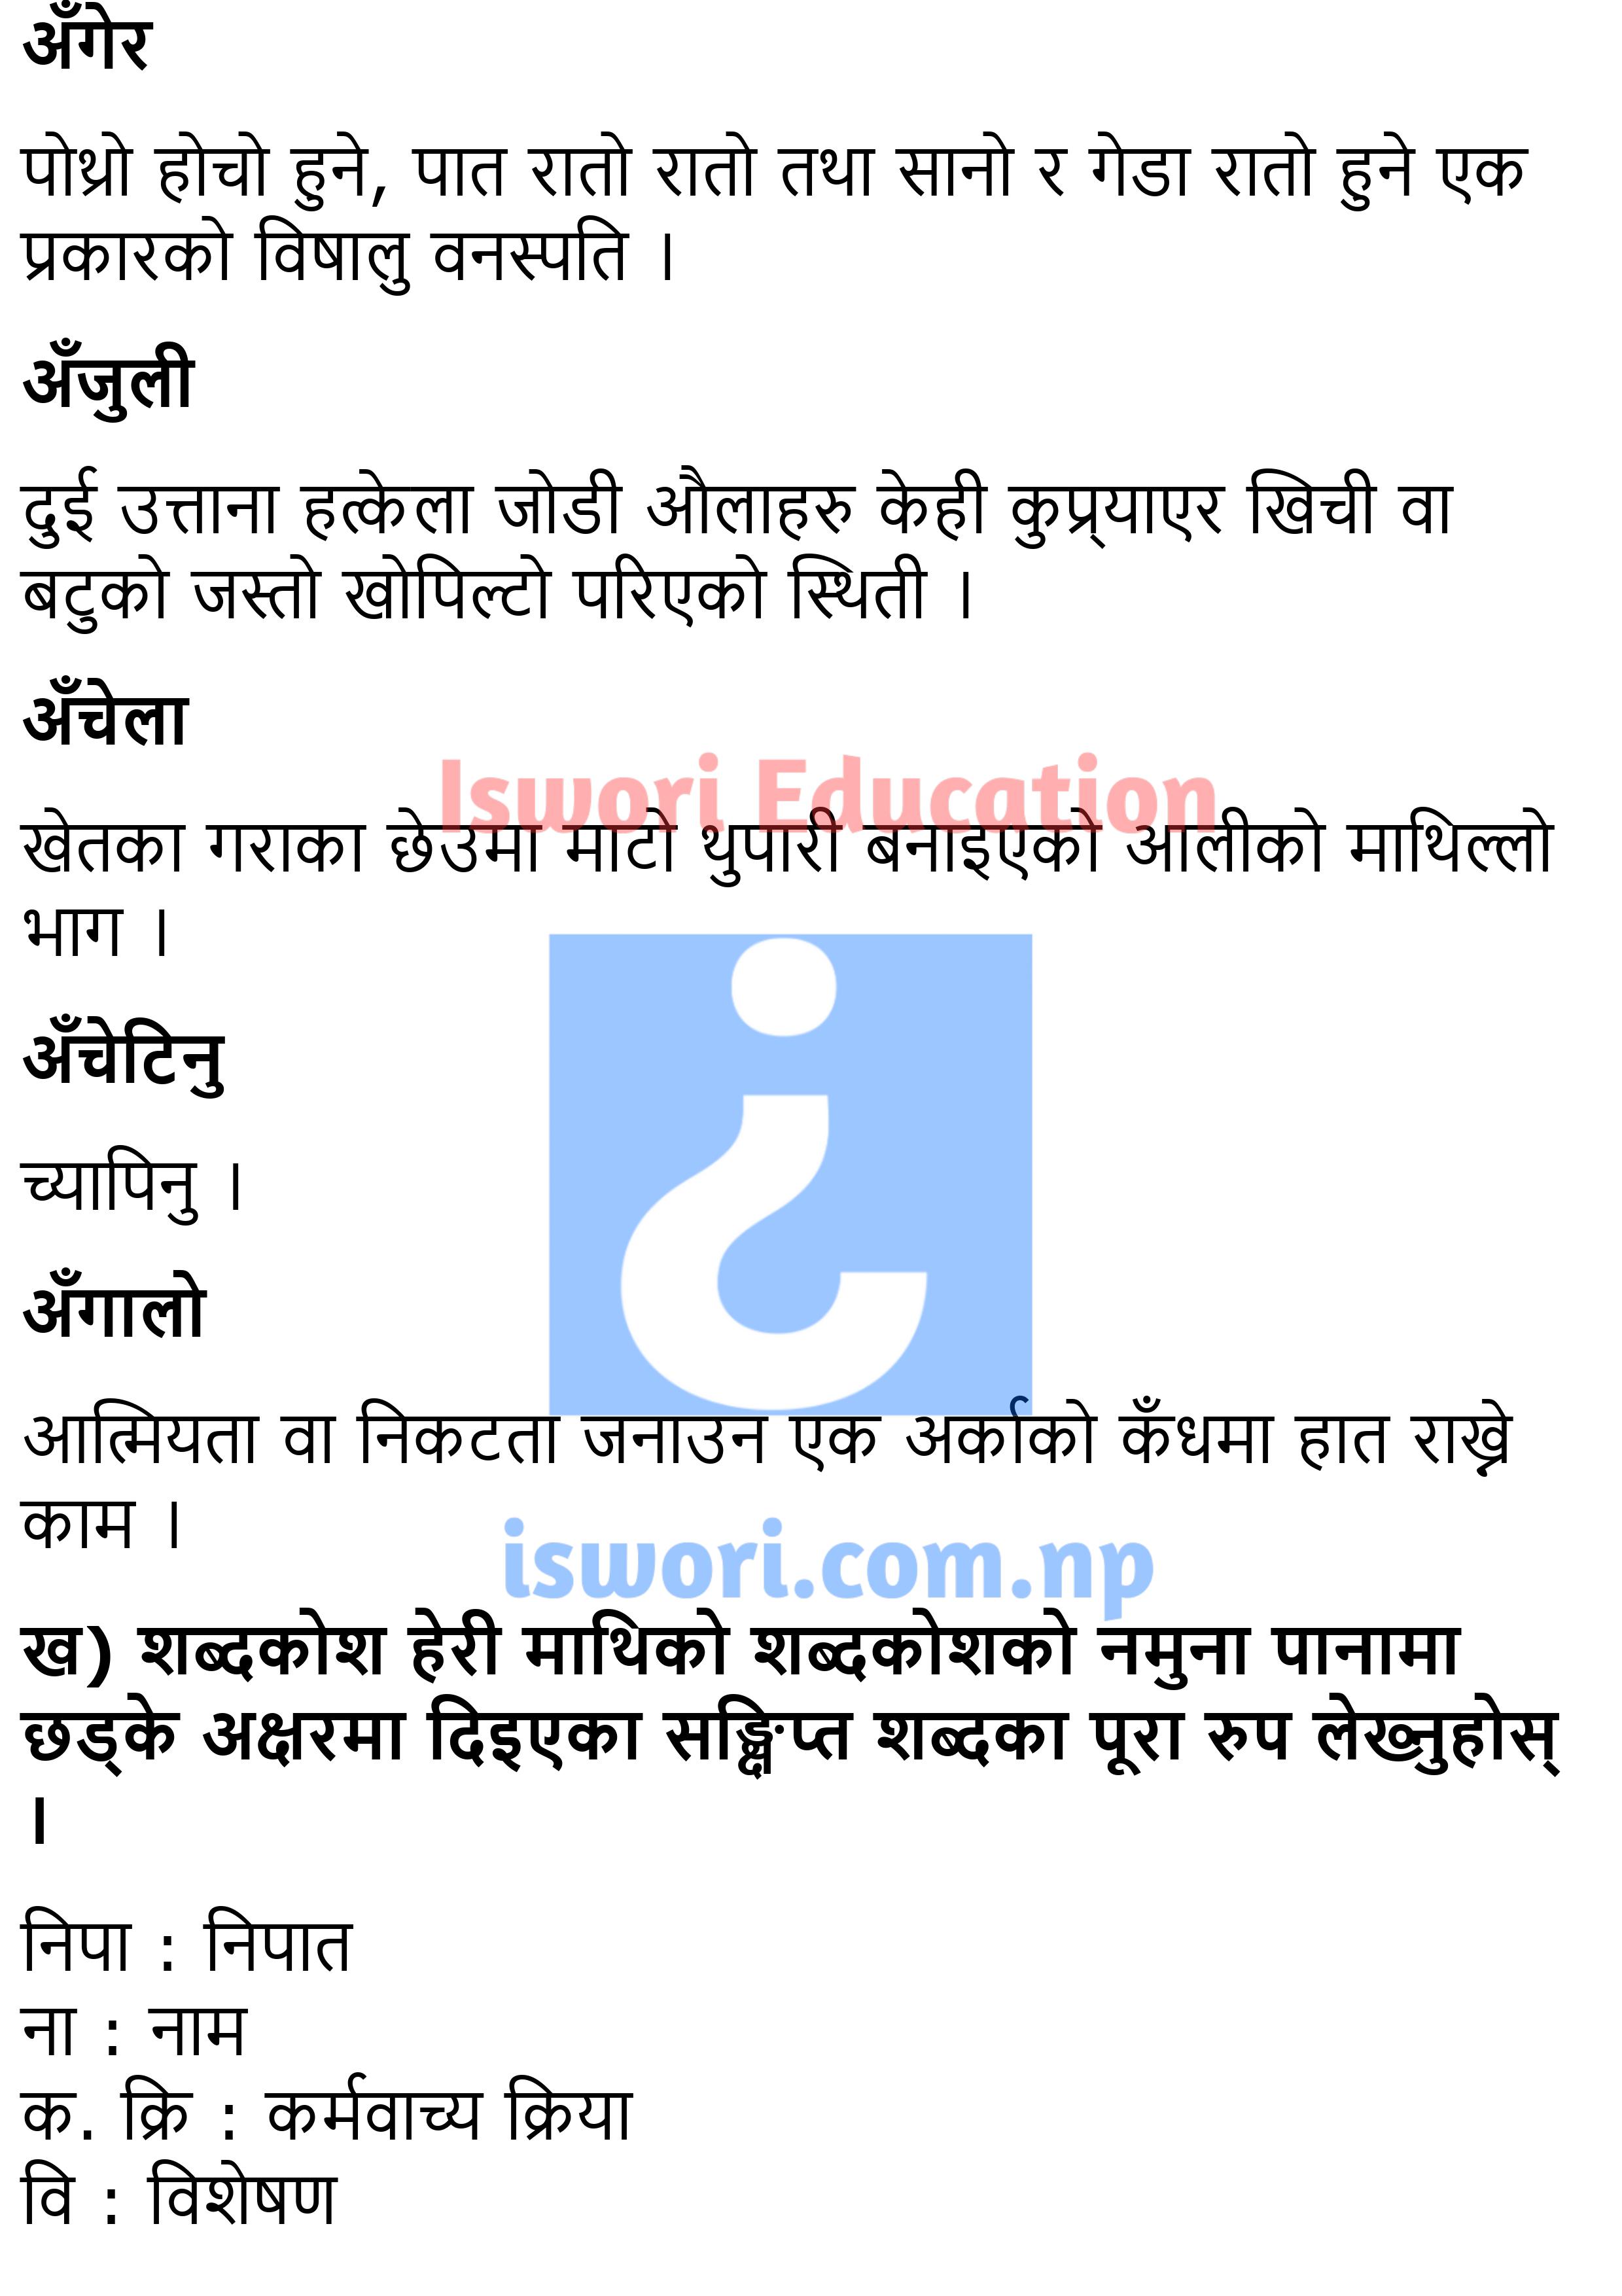 अँगेर
पोथ्रो होचो हुने, पात रातो रातो तथा सानो र गेडा रातो हुने एक
प्रकारको विषालु वनस्पति ।
अँजुली
दुई उत्ताना हत्केला जोडी औलाहरु केही कुप्र्याएर खिची वा
बटुको जस्तो खोपिल्टो परिएको स्थिती ।
अँचेला
Iswori Education
खेतका गराका छेउमा माटो थुपारी बनाइएको आलीको माथिल्लो
भाग ।
अँचेटिनु
च्यापिनु ।
अँगालो
आत्मियता वा निकटता जनाउन एक अर्काको कँधमा हात राख्ने
काम ।
iswori.com.np
ख) शब्दकोश हेरी माथिको शब्दकोशको नमुना पानामा
छड्के अक्षरमा दिइएका सङ्क्षिप्त शब्दका पूरा रुप लेख्नुहोस्
।
निपा : निपात
ना : नाम
क. क्रि : कर्मवाच्य क्रिया
वि : विशेषण